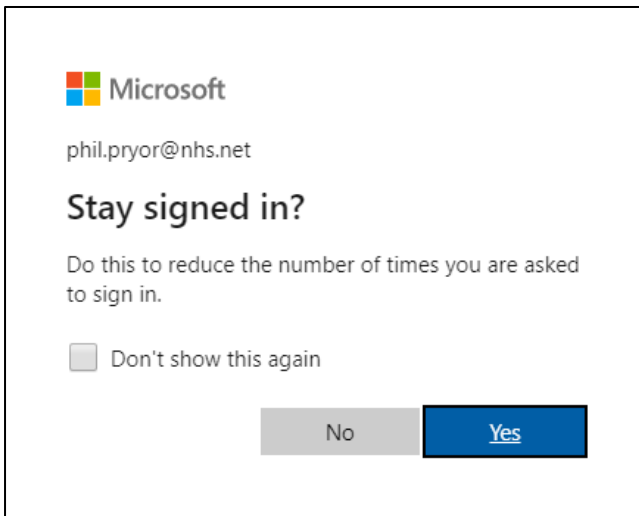 Microsoft
phil.pryor@nhs.net
Stay signed in?
Do this to reduce the number of times you are asked
to sign in.
Don't show this again
No
Yes